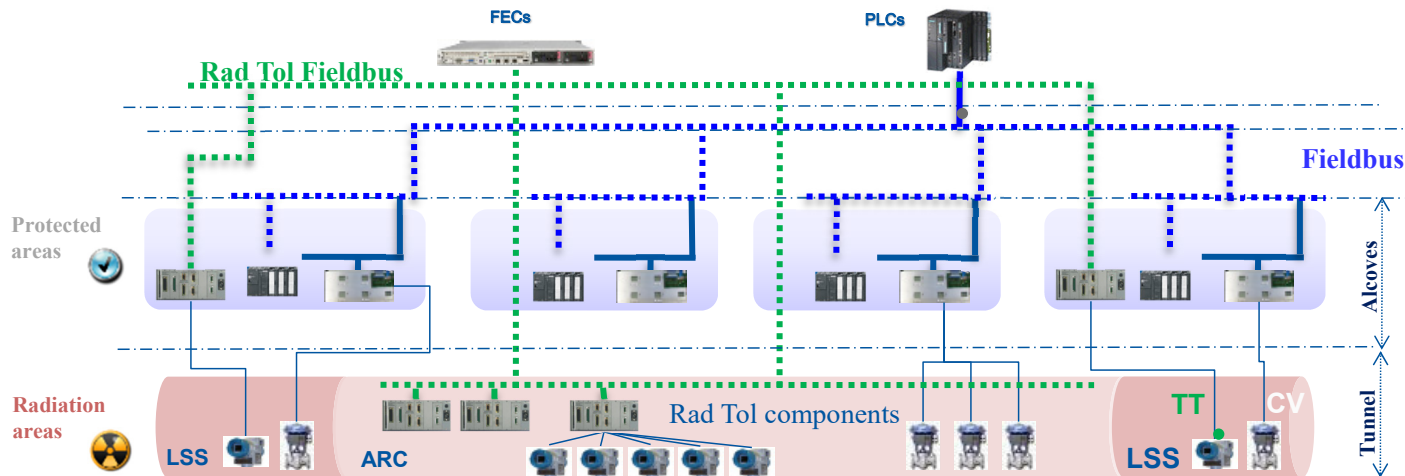 FECs
PLCs
Rad Tol Fieldbus
Fieldbus
Protected
areas
Alcoves
Radiation
areas
Rad Tol components
TT
CV
LSS
ARC
LSS
Tunnel